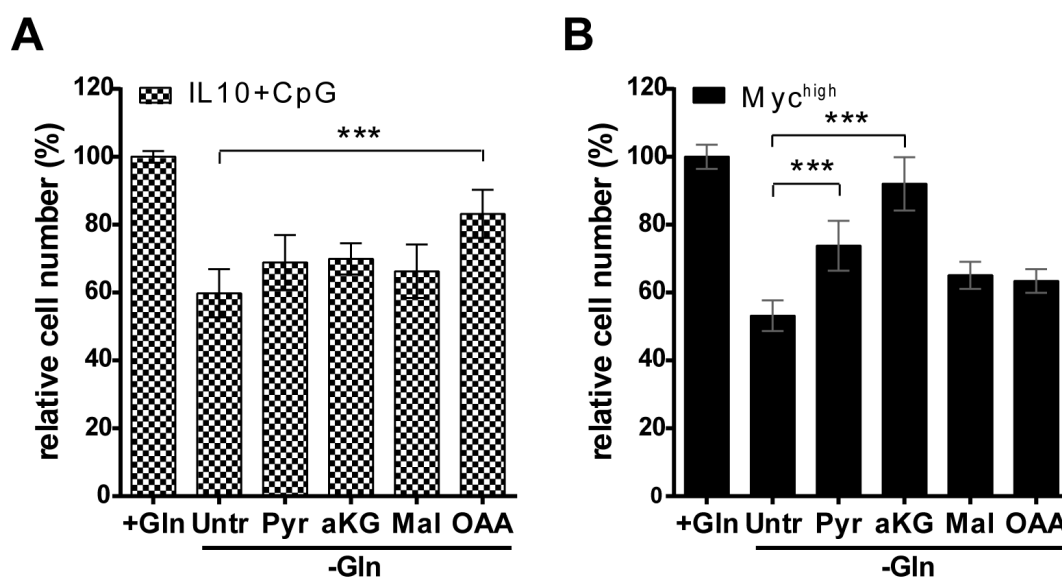 A
IL10+CpG
relative cell number (%)
120
100
80
60
40
20
0
***
+Gln Untr Pyr aKG Mal OAA
-Gln
B
Mychigh
relative cell number (%)
120
100
80
60
40
20
0
***
***
+Gln Untr Pyr aKG Mal OAA
-Gln